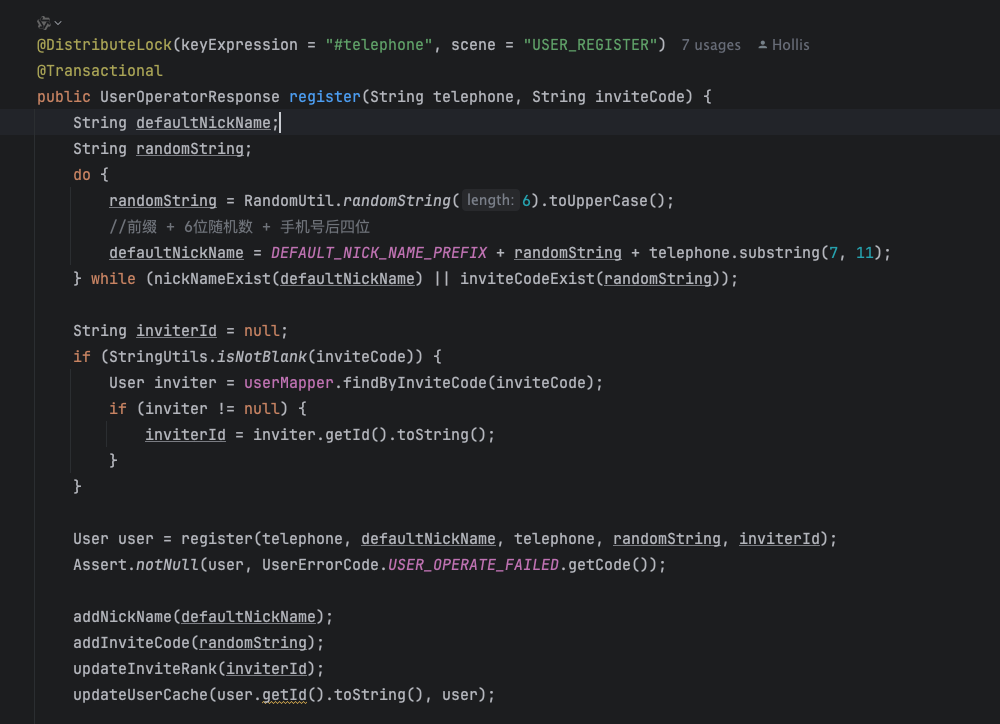 @DistributeLock(keyExpression = "#telephone", scene = "USER_REGISTER") 7 usages Hollis
@Transactional
public UserOperatorResponse register(String telephone, String inviteCode) {
    String defaultNickName;
    String randomString;
    do {
        randomString = RandomUtil.randomString( length: 6).toUpperCase();
        //前缀 + 6位随机数 + 手机号后四位
        defaultNickName = DEFAULT_NICK_NAME_PREFIX + randomString + telephone.substring(7, 11);
    } while (nickNameExist(defaultNickName) || inviteCodeExist(randomString));

    String inviterId = null;
    if (StringUtils.isNotBlank(inviteCode)) {
        User inviter = userMapper.findByInviteCode(inviteCode);
        if (inviter != null) {
            inviterId = inviter.getId().toString();
        }
    }

    User user = register(telephone, defaultNickName, telephone, randomString, inviterId);
    Assert.notNull(user, UserErrorCode.USER_OPERATE_FAILED.getCode());

    addNickName(defaultNickName);
    addInviteCode(randomString);
    updateInviteRank(inviterId);
    updateUserCache(user.getId().toString(), user);